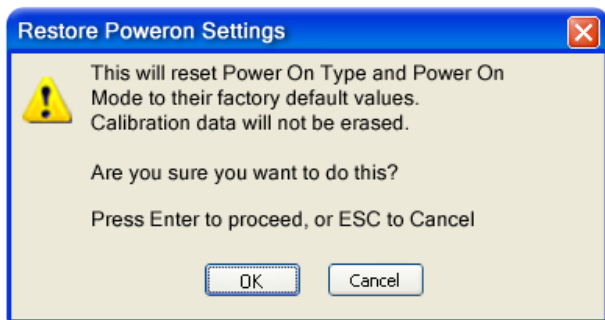 Restore Poweron Settings
This will reset Power On Type and Power On
Mode to their factory default values.
Calibration data will not be erased.
Are you sure you want to do this?
Press Enter to proceed, or ESC to Cancel
OK
Cancel